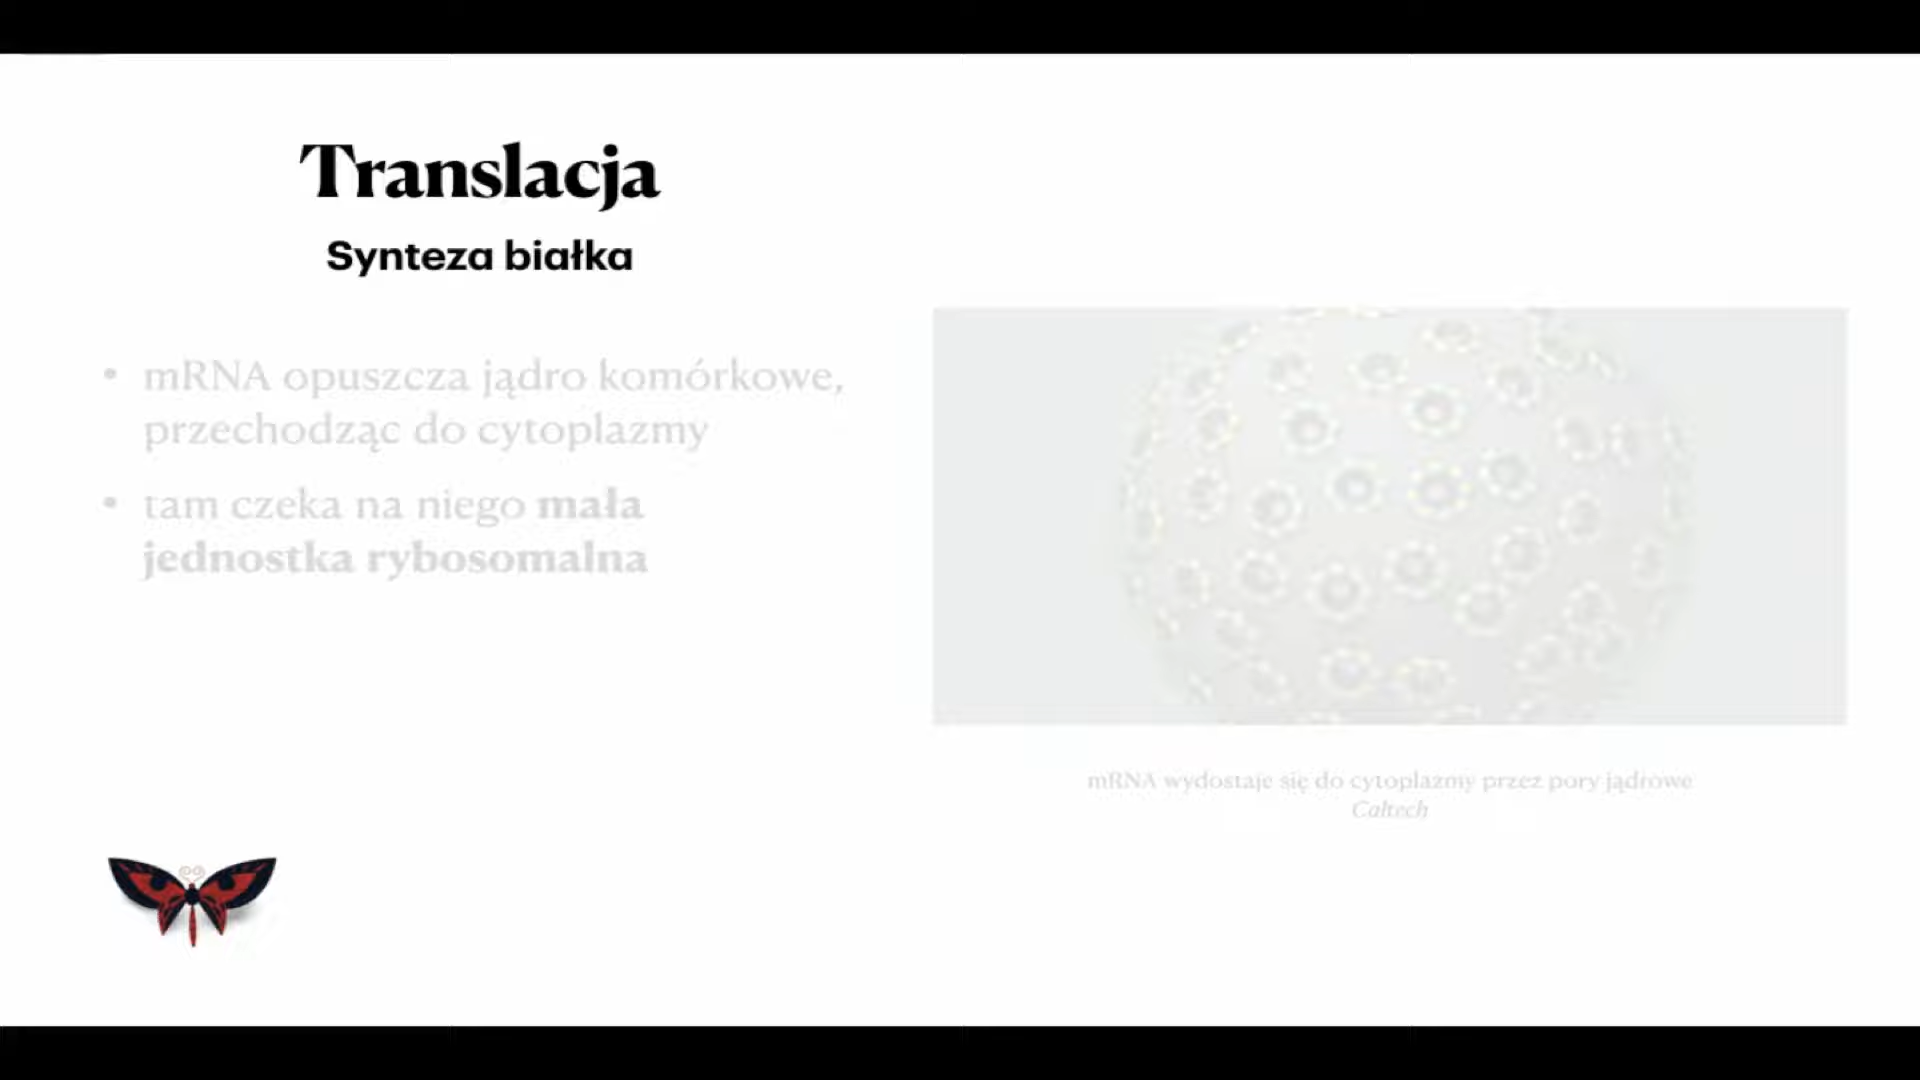 Translacja
Synteza białka
• mRNA opuszcza jądro komórkowe,
przechodząc do cytoplazmy
• tam czeka na niego mała
jednostka rybosomalna
mRNA wydostaje się do cytoplazmy przez pory jądrowe
Caltech